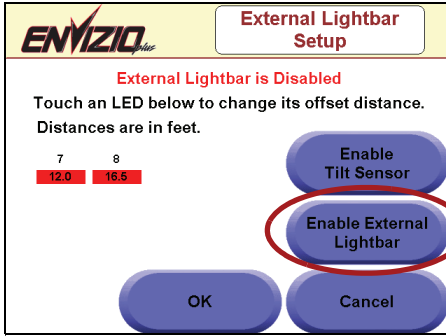 ENVIZIO plus
External Lightbar
Setup
External Lightbar is Disabled
Touch an LED below to change its offset distance.
Distances are in feet.
7 8
12.0 16.5
Enable
Tilt Sensor
Enable External
Lightbar
OK Cancel